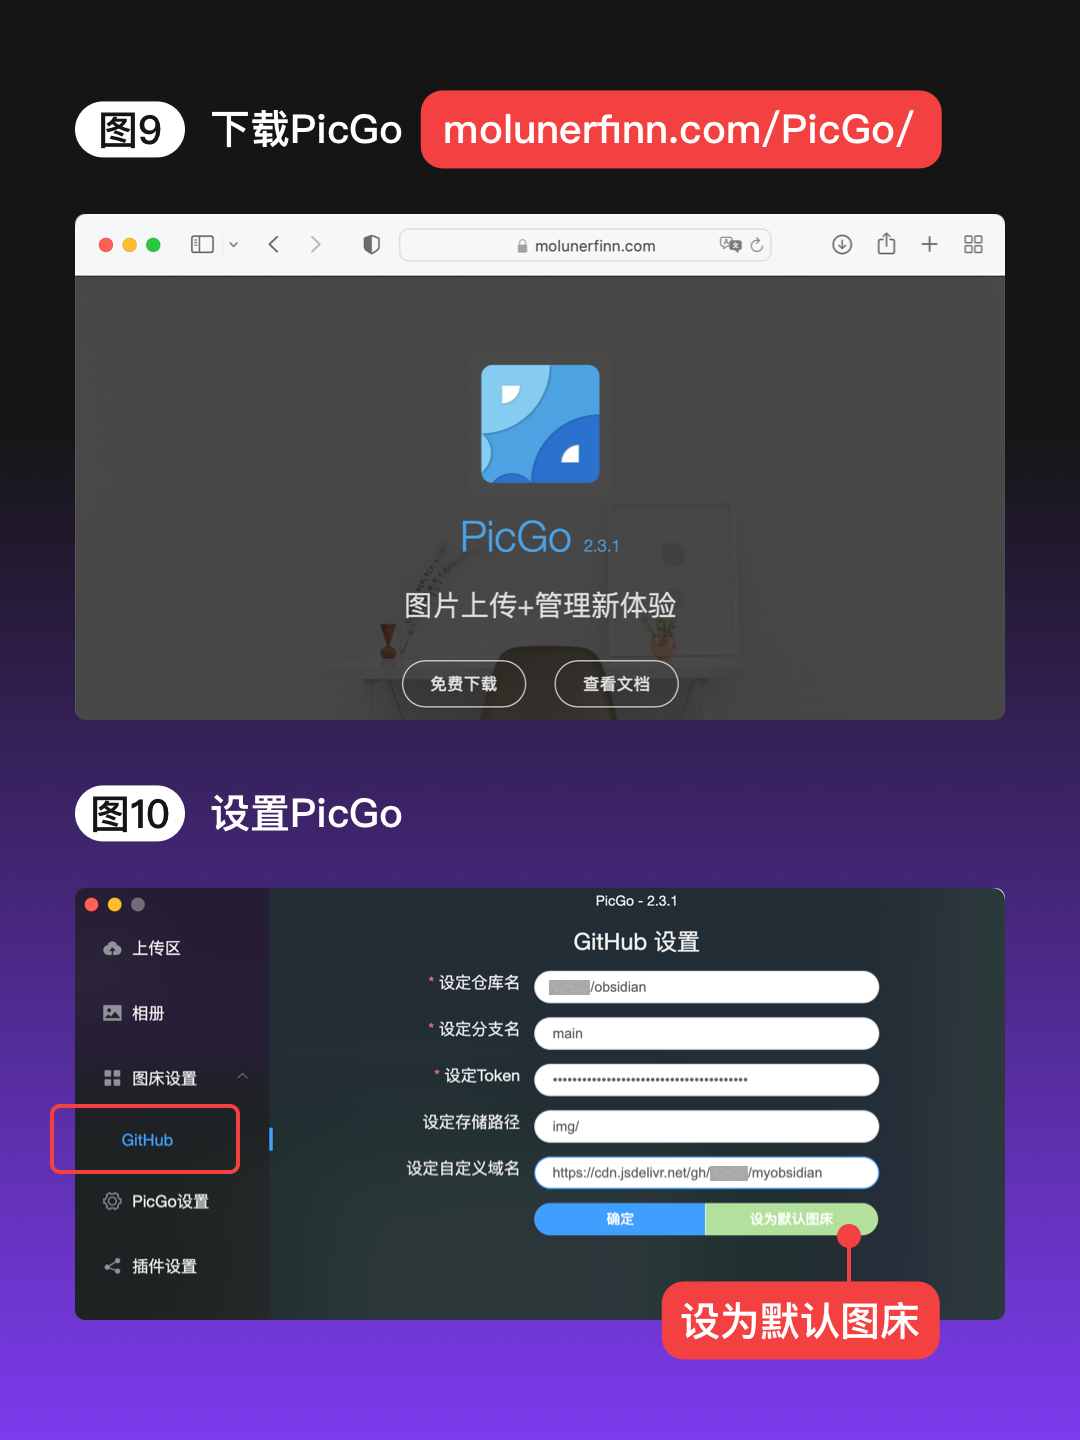 图9 下载PicGo molunerfinn.com/PicGo/
molunerfinn.com
PicGo 2.3.1
图片上传+管理新体验
免费下载 查看文档
图10 设置PicGo
PicGo - 2.3.1
上传区
相册
图床设置
GitHub
PicGo设置
插件设置
GitHub 设置
* 设定仓库名 /obsidian
* 设定分支名 main
* 设定Token ••••••••••••••••••••••••••••••••••••••••
设定存储路径 img/
设定自定义域名 https://cdn.jsdelivr.net/gh/ /myobsidian
确定 设为默认图床
设为默认图床